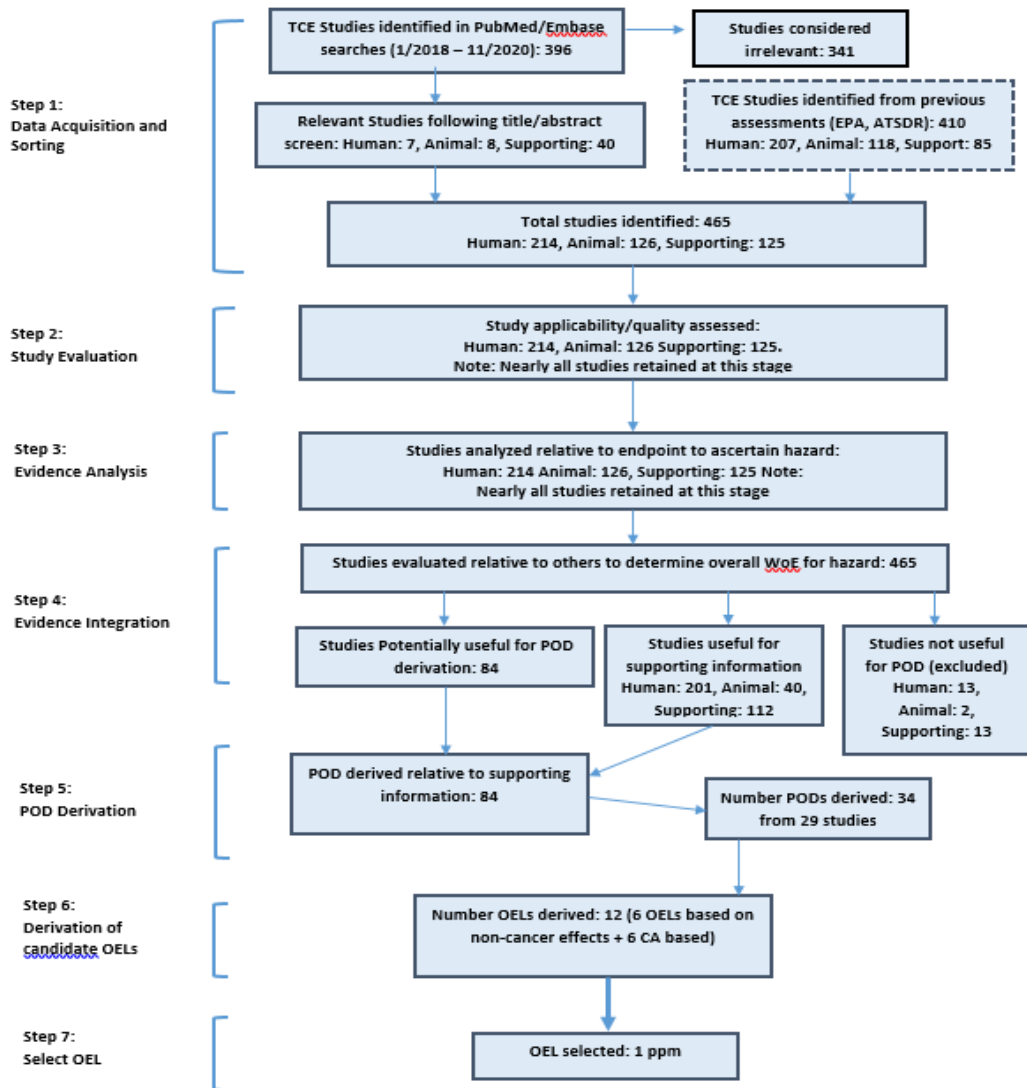 TCE Studies identified in PubMed/Embase
searches (1/2018 – 11/2020): 396
Studies considered
irrelevant: 341
Step 1:
Data Acquisition and
Sorting
TCE Studies identified from previous
assessments (EPA, ATSDR): 410
Human: 207, Animal: 118, Support: 85
Relevant Studies following title/abstract
screen: Human: 7, Animal: 8, Supporting: 40
Total studies identified: 465
Human: 214, Animal: 126, Supporting: 125
Step 2:
Study Evaluation
Study applicability/quality assessed:
Human: 214, Animal: 126 Supporting: 125.
Note: Nearly all studies retained at this stage
Step 3:
Evidence Analysis
Studies analyzed relative to endpoint to ascertain hazard:
Human: 214 Animal: 126, Supporting: 125 Note:
Nearly all studies retained at this stage
Step 4:
Evidence Integration
Studies evaluated relative to others to determine overall WoE for hazard: 465
Studies Potentially useful for POD
derivation: 84
Studies useful for
supporting information
Human: 201, Animal: 40,
Supporting: 112
Studies not useful
for POD (excluded)
Human: 13,
Animal: 2,
Supporting: 13
Step 5:
POD Derivation
POD derived relative to supporting
information: 84
Number PODs derived: 34
from 29 studies
Step 6:
Derivation of
candidate OELs
Number OELs derived: 12 (6 OELs based on
non-cancer effects + 6 CA based)
Step 7:
Select OEL
OEL selected: 1 ppm